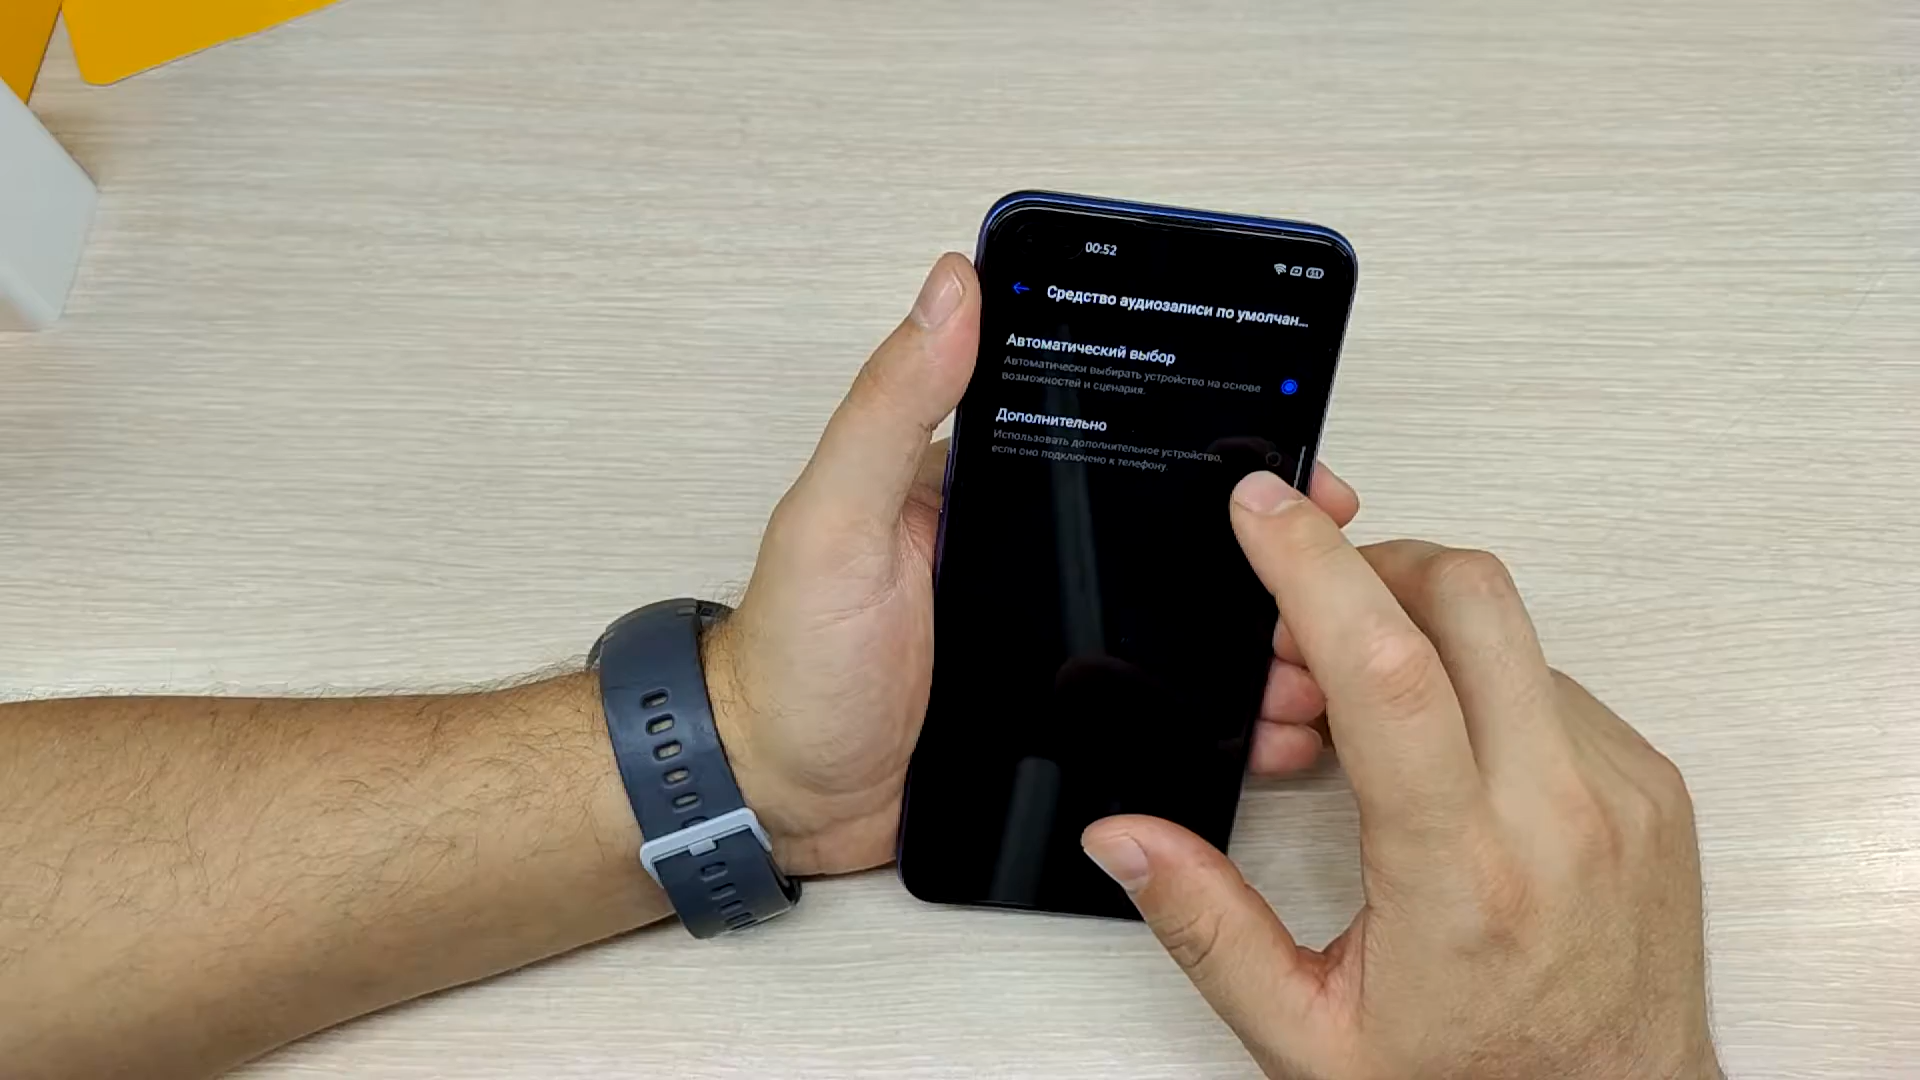 00:52
Средство аудиозаписи по умолчан...
Автоматический выбор
Автоматически выбирать устройство на основе
возможностей и сценария.
Дополнительно
Использовать дополнительное устройство,
если оно подключено к телефону.